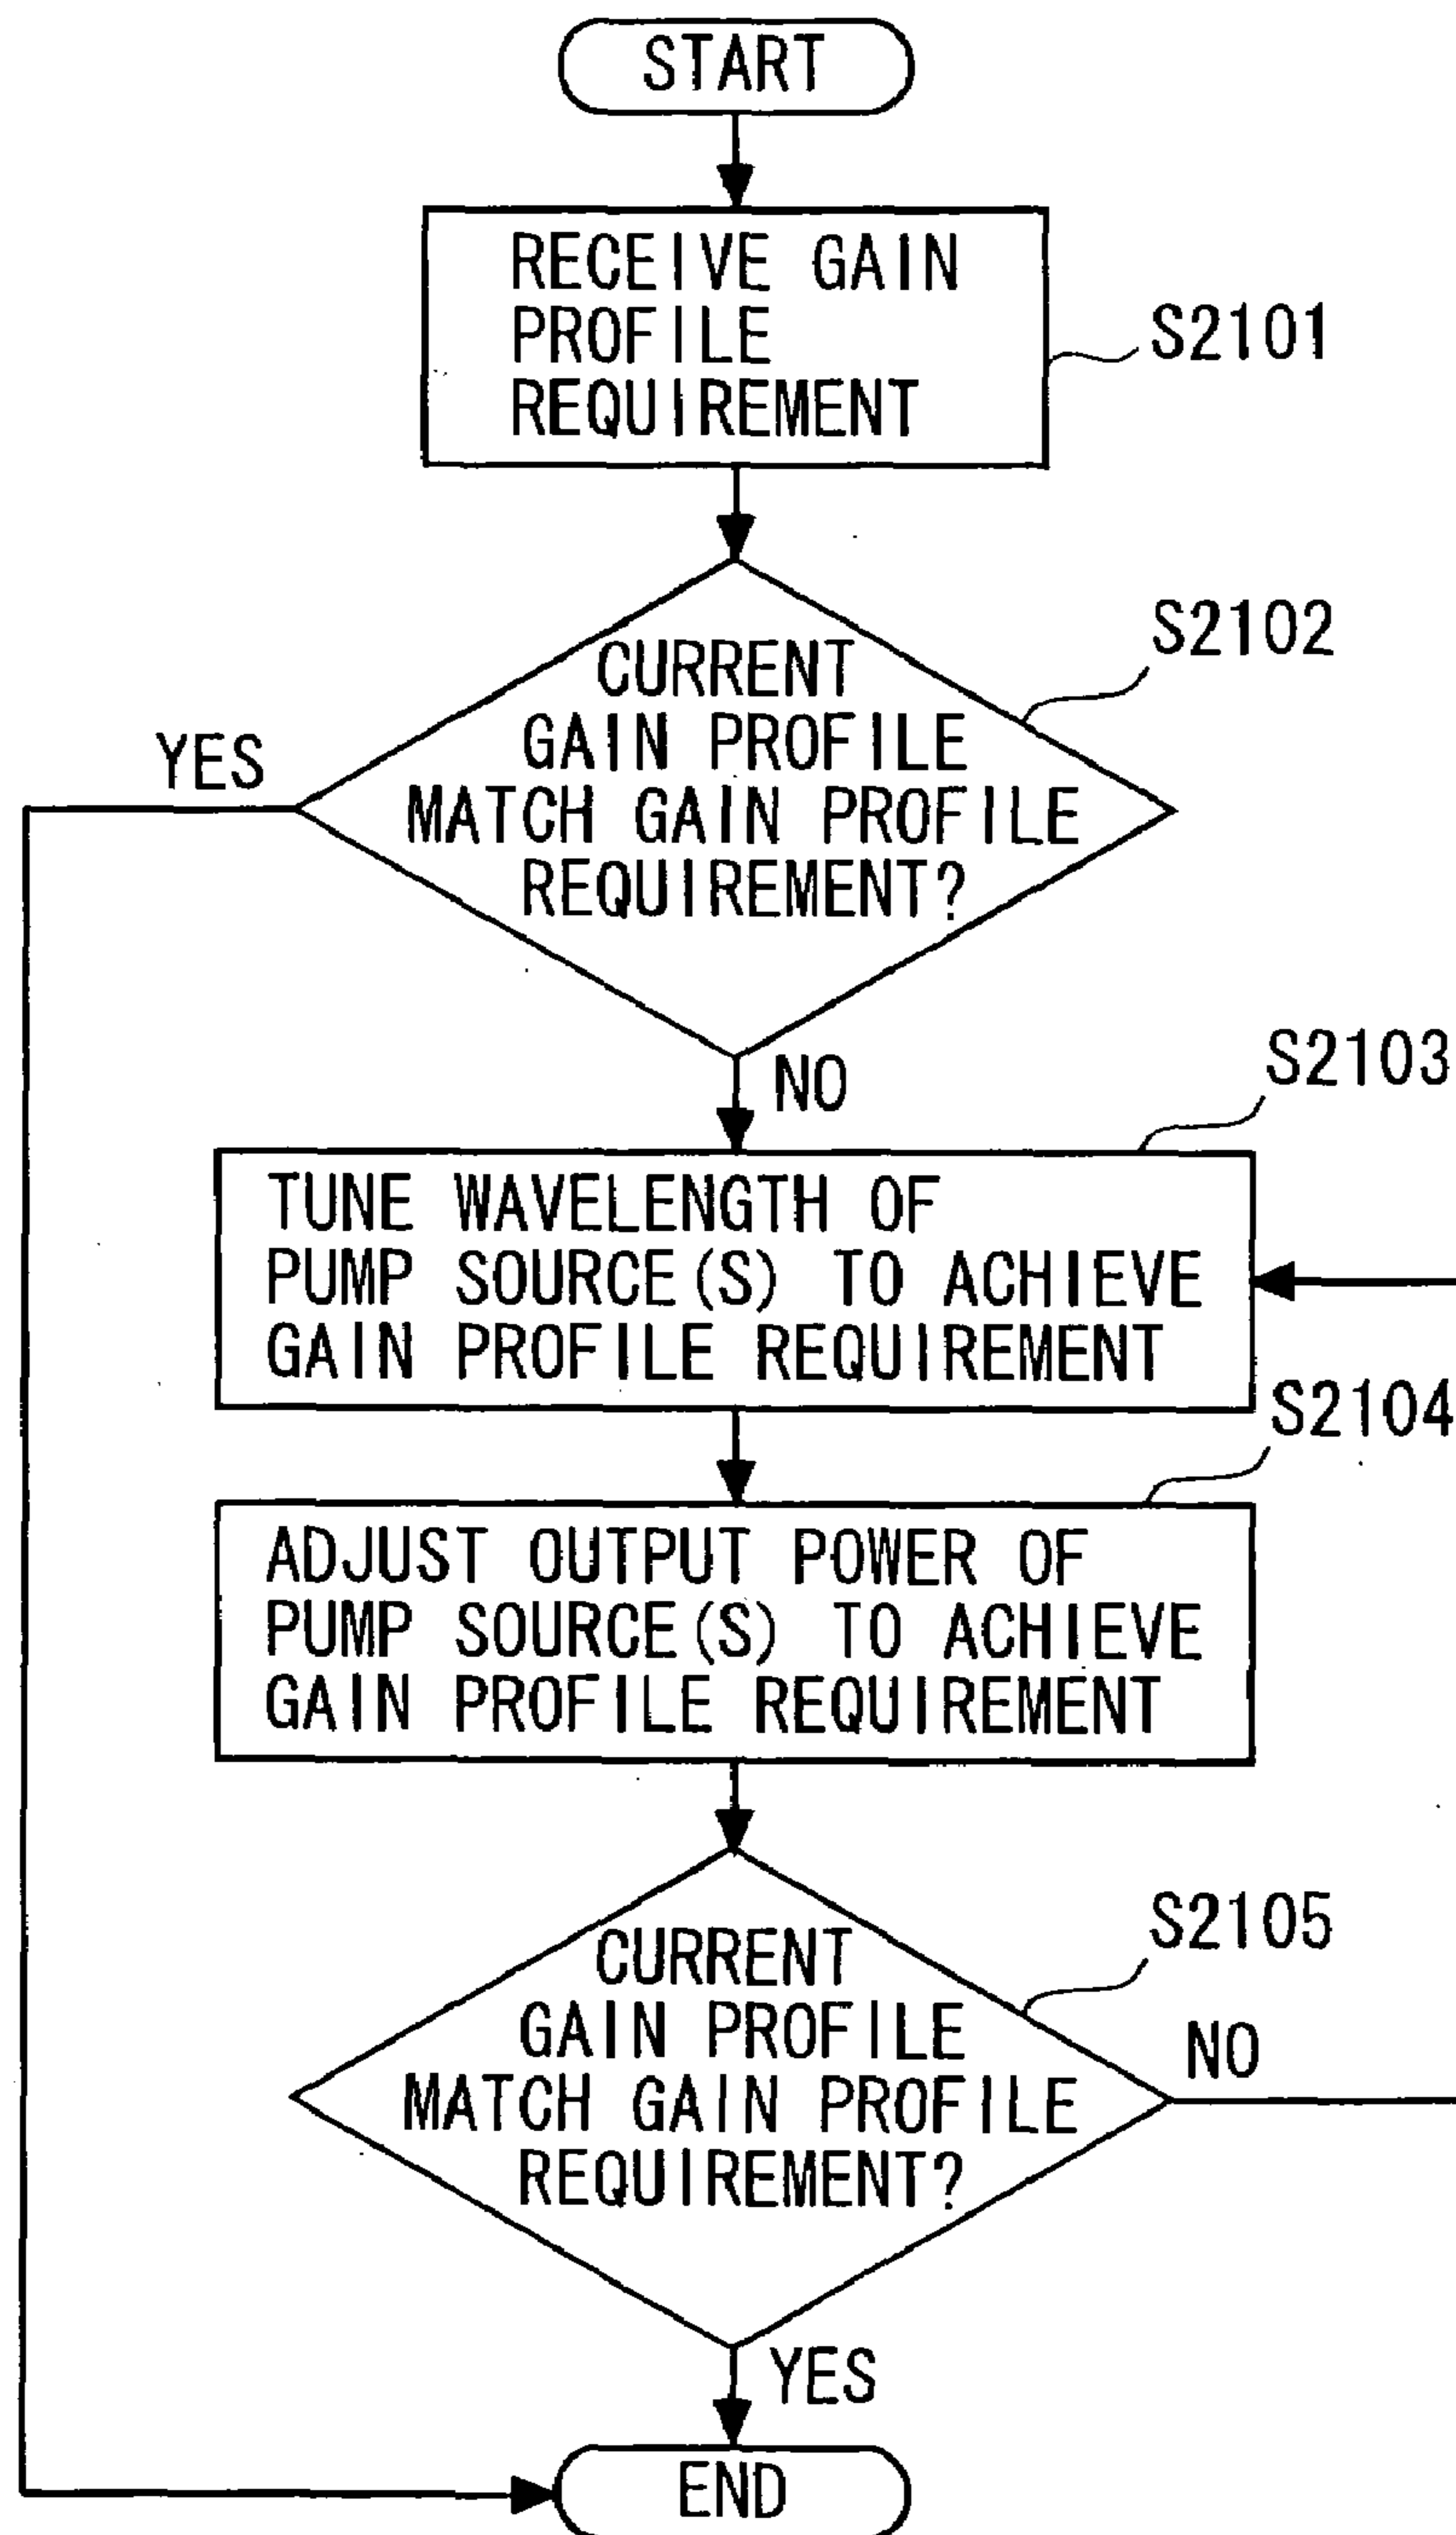 START
RECEIVE GAIN
PROFILE
REQUIREMENT
S2101
S2102
CURRENT
GAIN PROFILE
MATCH GAIN PROFILE
REQUIREMENT?
YES
NO
S2103
TUNE WAVELENGTH OF
PUMP SOURCE(S) TO ACHIEVE
GAIN PROFILE REQUIREMENT
S2104
ADJUST OUTPUT POWER OF
PUMP SOURCE(S) TO ACHIEVE
GAIN PROFILE REQUIREMENT
S2105
CURRENT
GAIN PROFILE
MATCH GAIN PROFILE
REQUIREMENT?
NO
YES
END